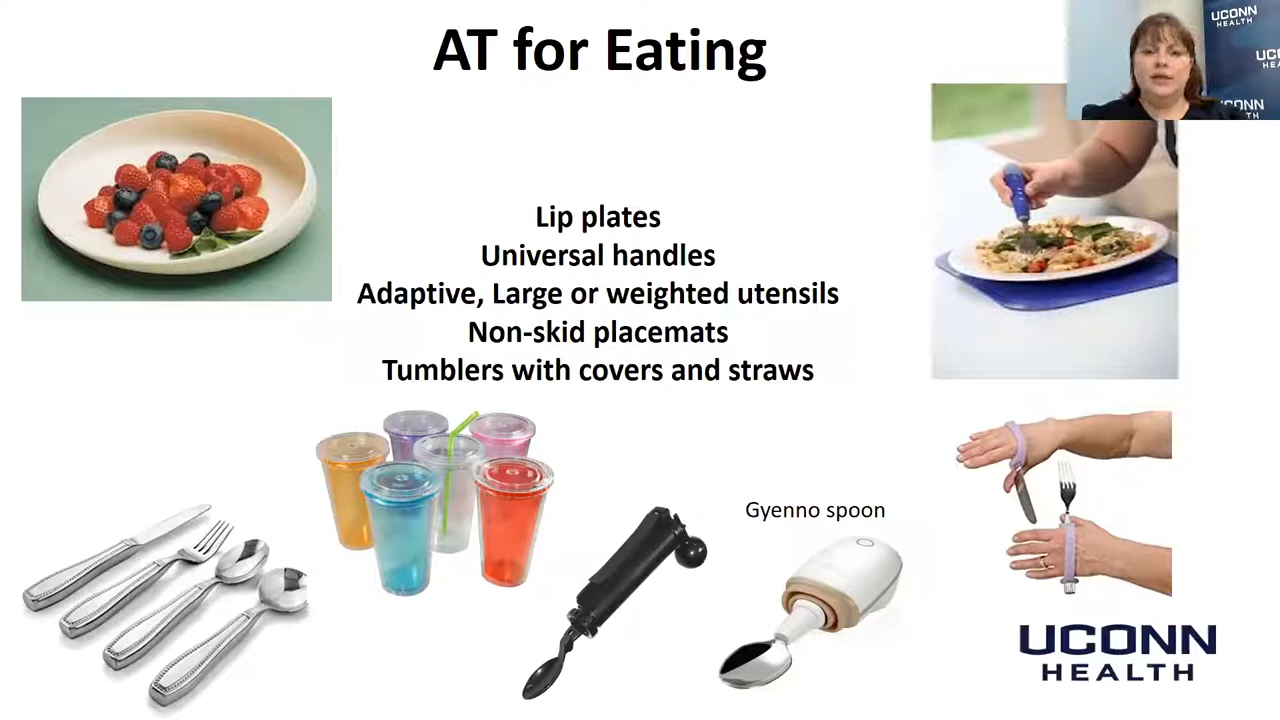 AT for Eating
UCONN
HEALTH
Lip plates
Universal handles
Adaptive, Large or weighted utensils
Non-skid placemats
Tumblers with covers and straws
Gyenno spoon
UCONN
HEALTH